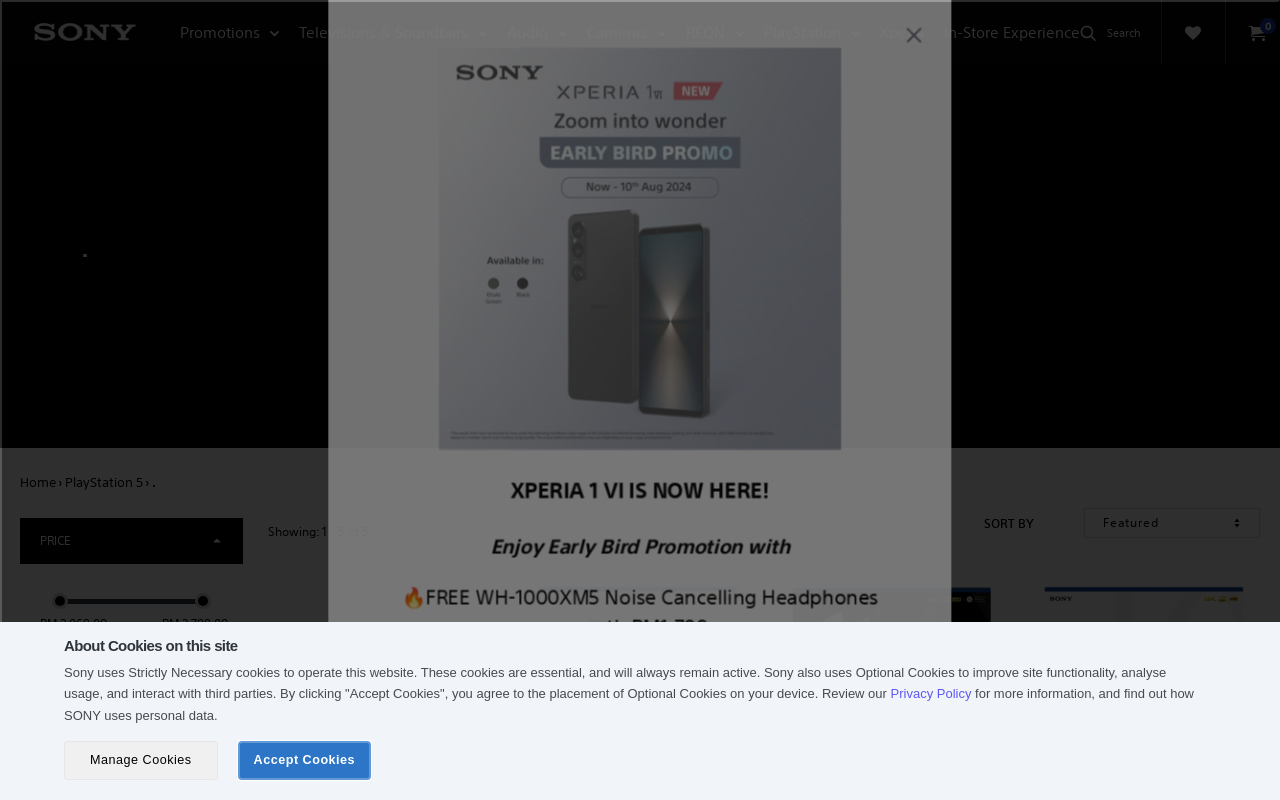 SONY
Promotions
Televisions & Soundbars
Audio
Cameras
REON
PlayStation
In-Store Experience
Search
0
SONY
XPERIA 1 VI NEW
Zoom into wonder
EARLY BIRD PROMO
Now - 10th Aug 2024
Available in:
Khaki Green
Black
XPERIA 1 VI IS NOW HERE!
Enjoy Early Bird Promotion with
🔥FREE WH-1000XM5 Noise Cancelling Headphones
Home › PlayStation 5 › .
PRICE
Showing: 1
SORT BY
Featured
SONY
About Cookies on this site
Sony uses Strictly Necessary cookies to operate this website. These cookies are essential, and will always remain active. Sony also uses Optional Cookies to improve site functionality, analyse
usage, and interact with third parties. By clicking "Accept Cookies", you agree to the placement of Optional Cookies on your device. Review our Privacy Policy for more information, and find out how
SONY uses personal data.
Manage Cookies
Accept Cookies